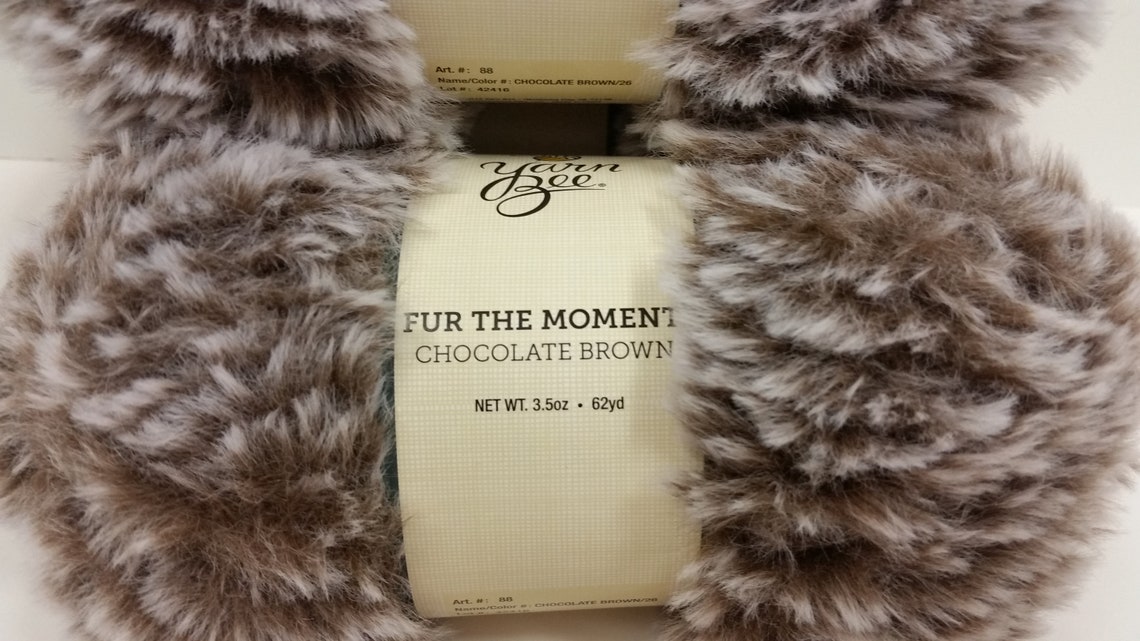 Art. #: 88
Name/Color #: CHOCOLATE BROWN/26
Lot #: 42416
Yarn
Bee®
FUR THE MOMENT
CHOCOLATE BROWN
NET WT. 3.5oz • 62yd
Art. #: 88
Name/Color #: CHOCOLATE BROWN/26